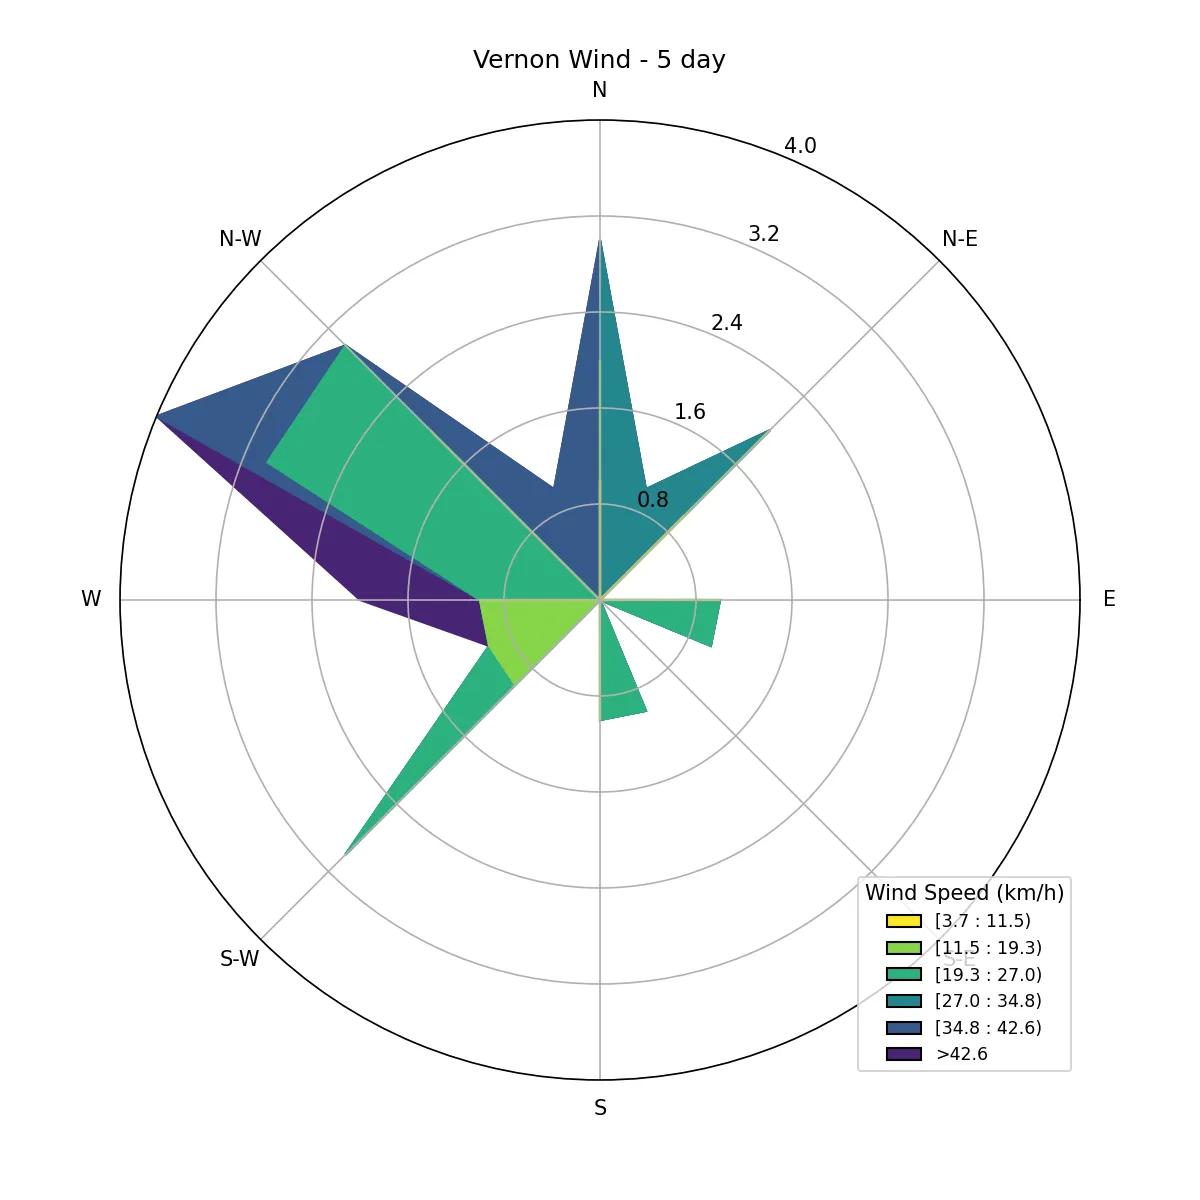 Vernon Wind - 5 day
N
4.0
3.2
N-W
N-E
2.4
1.6
0.8
W
E
Wind Speed (km/h)
[3.7 : 11.5)
[11.5 : 19.3)
S-W
S-E
[19.3 : 27.0)
[27.0 : 34.8)
[34.8 : 42.6)
>42.6
S